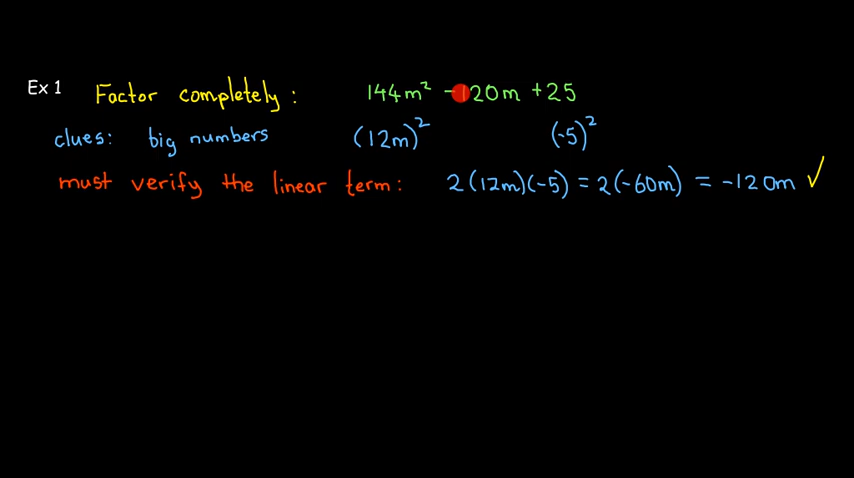 Ex 1 Factor completely: 144m² -120m +25
clues: big numbers (12m)² (-5)²
must verify the linear term: 2(12m)(-5) = 2(-60m) = -120m ✓